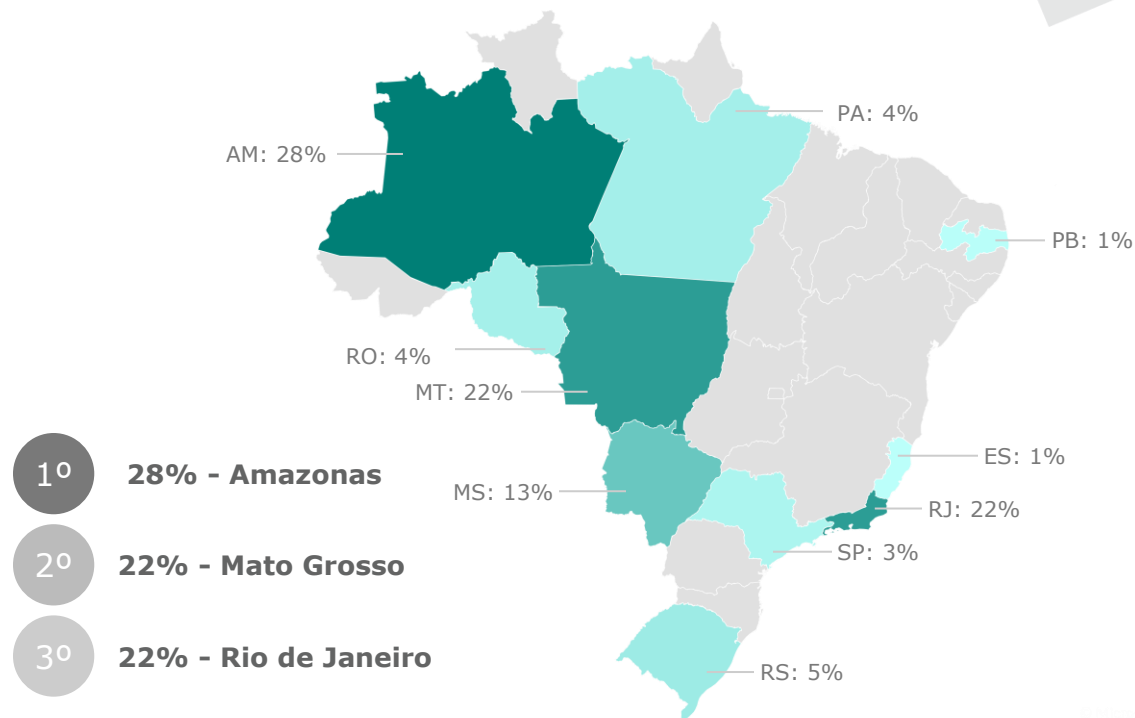 PA: 4%
AM: 28%
PB: 1%
RO: 4%
MT: 22%
ES: 1%
1º 28% - Amazonas
MS: 13%
RJ: 22%
SP: 3%
2º 22% - Mato Grosso
3º 22% - Rio de Janeiro
RS: 5%